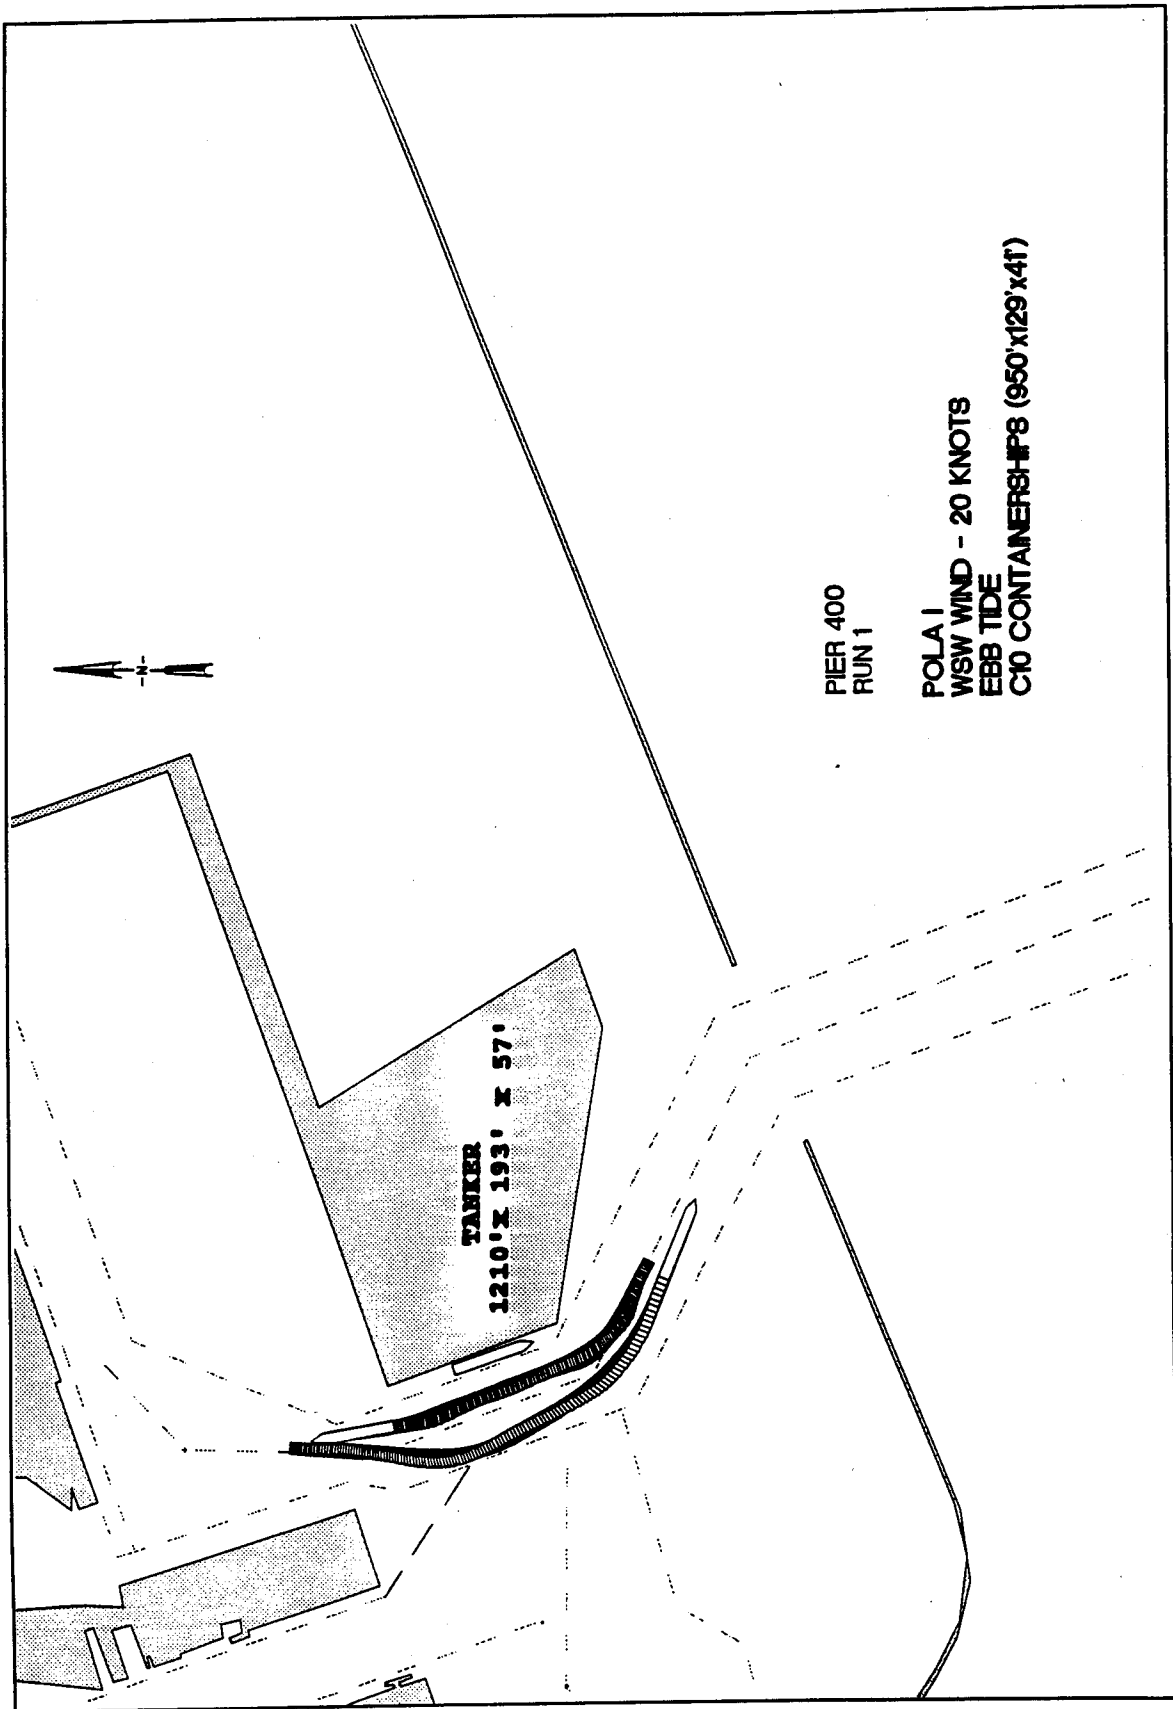 -N-
TANKER
1210'x 193' x 57'
PIER 400
RUN 1
POLA I
WSW WIND - 20 KNOTS
EBB TIDE
C10 CONTAINERSHIPS (950'x129'x41')